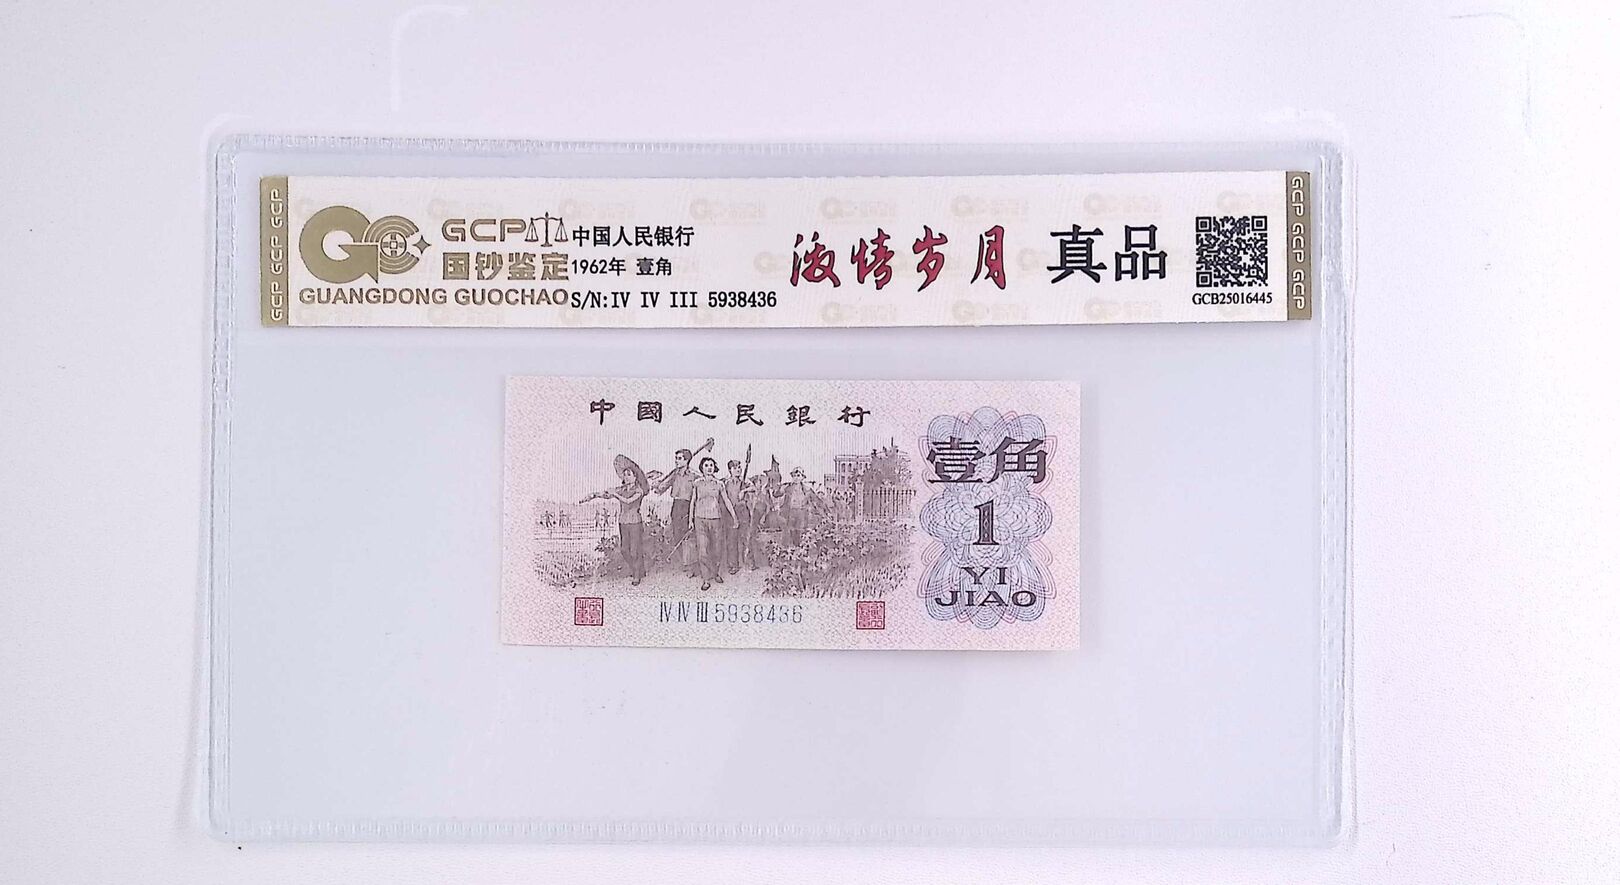 GCP
国钞鉴定
GUANGDONG GUOCHAO
中国人民银行
1962年 壹角
S/N:IV IV III 5938436
激情岁月
真品
GCB25016445
GCP GCP GCP
GCP GCP GCP
中國人民銀行
壹角
1
YI
JIAO
IV IV III 5938436